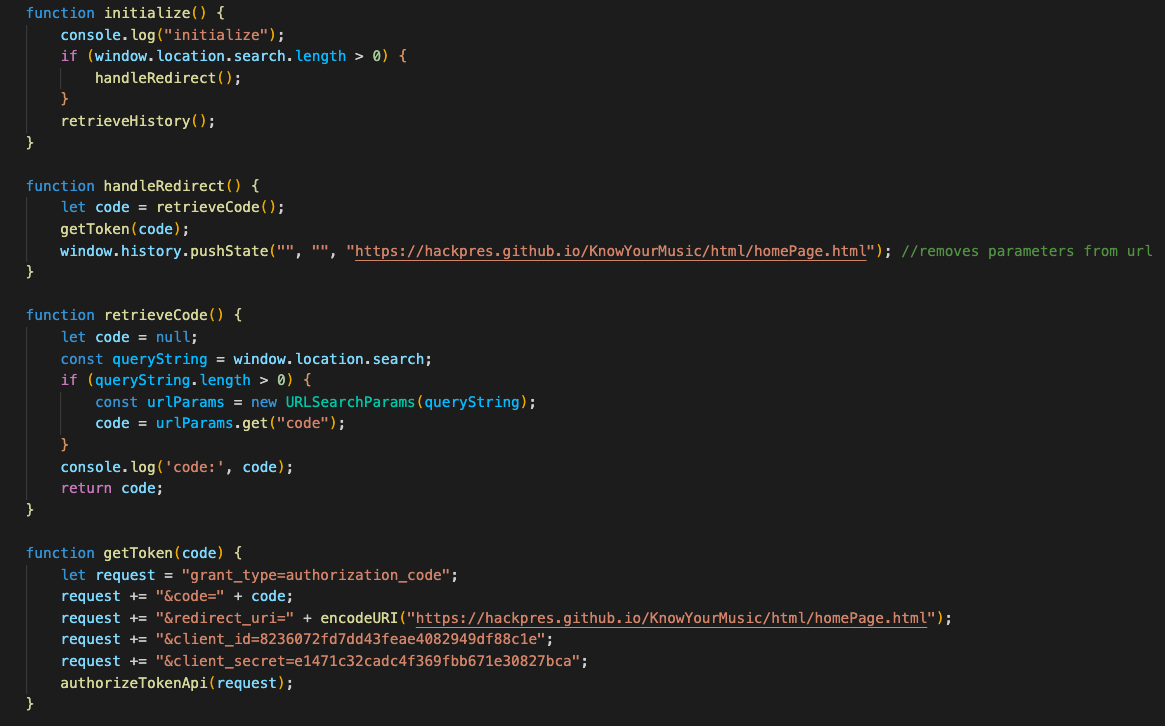 function initialize() {
    console.log("initialize");
    if (window.location.search.length > 0) {
        handleRedirect();
    }
    retrieveHistory();
}

function handleRedirect() {
    let code = retrieveCode();
    getToken(code);
    window.history.pushState("", "", "https://hackpres.github.io/KnowYourMusic/html/homePage.html"); //removes parameters from url
}

function retrieveCode() {
    let code = null;
    const queryString = window.location.search;
    if (queryString.length > 0) {
        const urlParams = new URLSearchParams(queryString);
        code = urlParams.get("code");
    }
    console.log('code:', code);
    return code;
}

function getToken(code) {
    let request = "grant_type=authorization_code";
    request += "&code=" + code;
    request += "&redirect_uri=" + encodeURI("https://hackpres.github.io/KnowYourMusic/html/homePage.html");
    request += "&client_id=8236072fd7dd43feae4082949df88c1e";
    request += "&client_secret=e1471c32cadc4f369fbb671e30827bca";
    authorizeTokenApi(request);
}